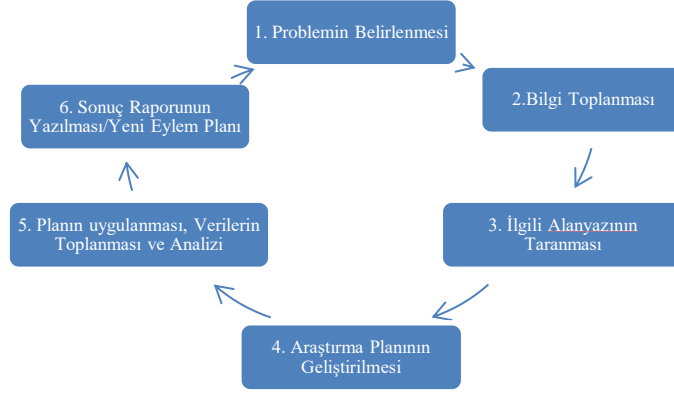 1. Problemin Belirlenmesi
2.Bilgi Toplanması
3. İlgili Alanyazının
Taranması
4. Araştırma Planının
Geliştirilmesi
5. Planın uygulanması, Verilerin
Toplanması ve Analizi
6. Sonuç Raporunun
Yazılması/Yeni Eylem Planı